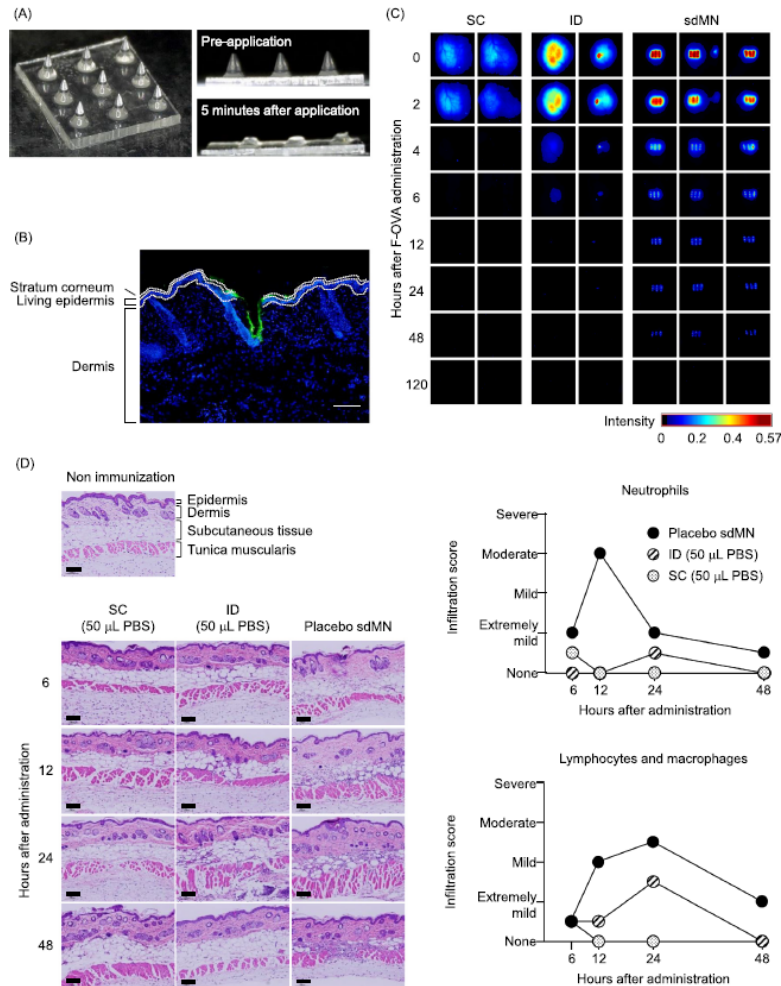 (A)
Pre-application
5 minutes after application
(B)
Stratum corneum
Living epidermis
Dermis
(C)
SC
ID
sdMN
Hours after F-OVA administration
0
2
4
6
12
24
48
120
Intensity
0
0.2
0.4
0.57
(D)
Non immunization
Epidermis
Dermis
Subcutaneous tissue
Tunica muscularis
SC
(50 μL PBS)
ID
(50 μL PBS)
Placebo sdMN
Hours after administration
6
12
24
48
Neutrophils
Infiltration score
Severe
Moderate
Mild
Extremely
mild
None
Placebo sdMN
ID (50 μL PBS)
SC (50 μL PBS)
6
12
24
48
Hours after administration
Lymphocytes and macrophages
Infiltration score
Severe
Moderate
Mild
Extremely
mild
None
6
12
24
48
Hours after administration